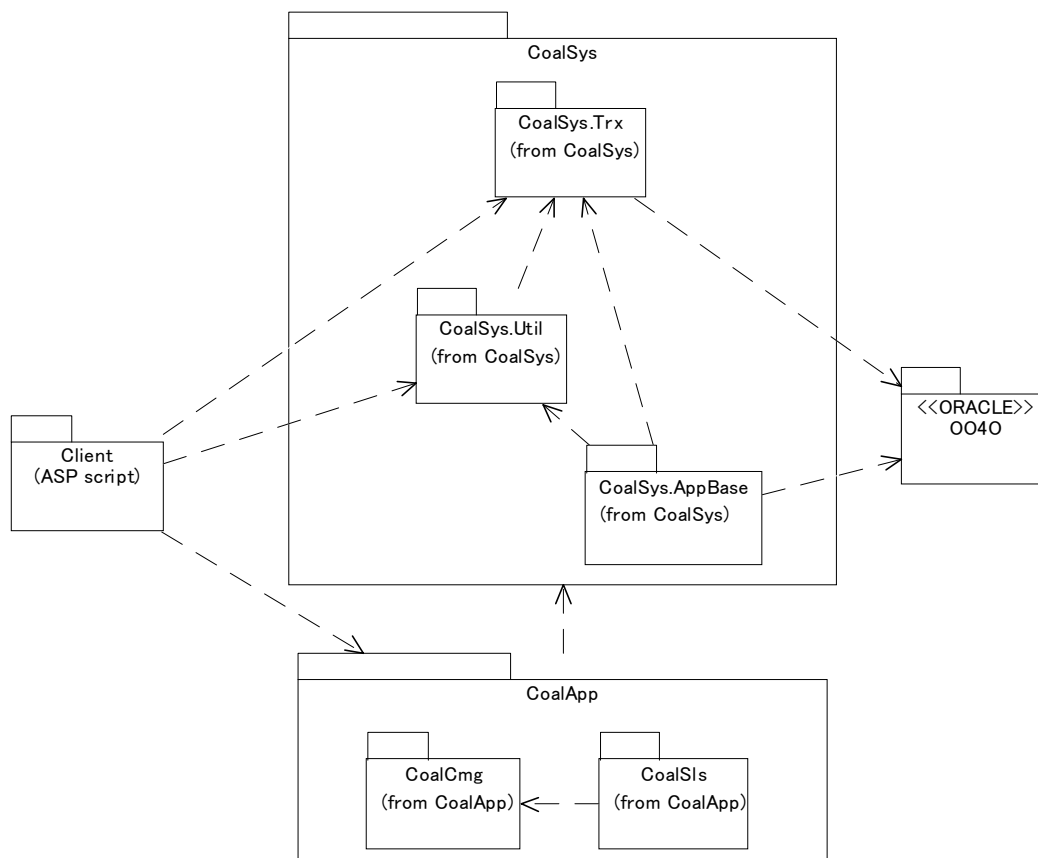 CoalSys
CoalSys.Trx
(from CoalSys)
CoalSys.Util
(from CoalSys)
<<ORACLE>>
OO4O
Client
(ASP script)
CoalSys.AppBase
(from CoalSys)
CoalApp
CoalCmg
(from CoalApp)
CoalSls
(from CoalApp)